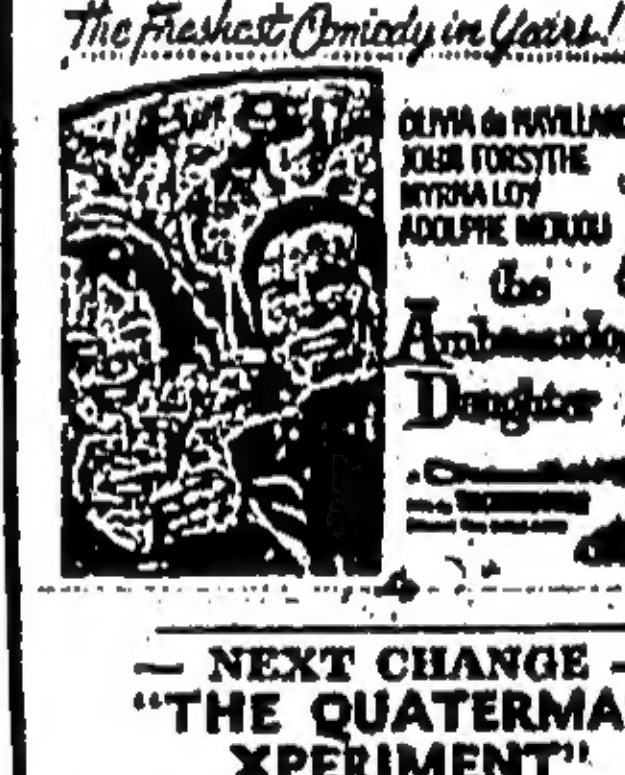 The Freshest Comedy in Years!
OLIVIA de HAVILLAND
JOHN FORSYTHE
MYRNA LOY
ADOLPHE MENJOU
the
Ambassado
Daughter
— NEXT CHANGE —
"THE QUATERMA
XPERIMENT"